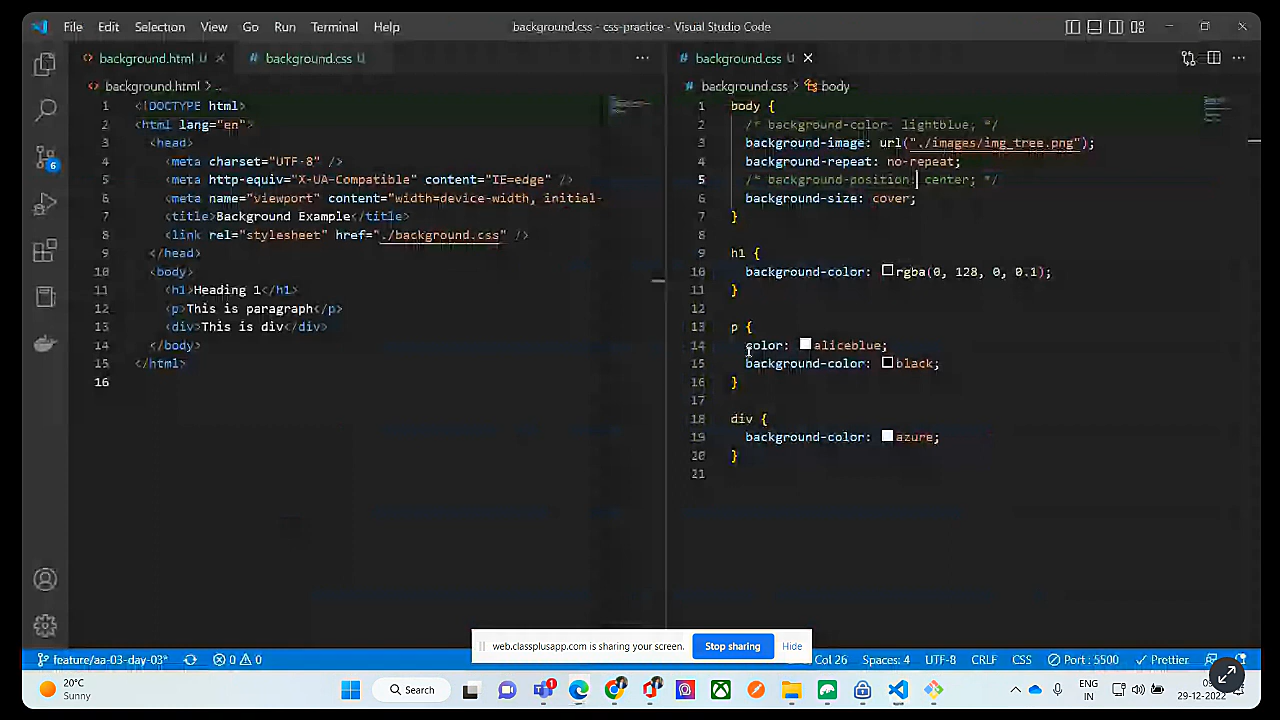 File Edit Selection View Go Run Terminal Help background.css - css-practice - Visual Studio Code
background.html U background.css U
background.html > ..
1 <!DOCTYPE html>
2 <html lang="en">
3 <head>
4 <meta charset="UTF-8" />
5 <meta http-equiv="X-UA-Compatible" content="IE=edge" />
6 <meta name="viewport" content="width=device-width, initial-
7 <title>Background Example</title>
8 <link rel="stylesheet" href="./background.css" />
9 </head>
10 <body>
11 <h1>Heading 1</h1>
12 <p>This is paragraph</p>
13 <div>This is div</div>
14 </body>
15 </html>
16
background.css U
background.css > body
1 body {
2 /* background-color: lightblue; */
3 background-image: url("./images/img_tree.png");
4 background-repeat: no-repeat;
5 /* background-position: center; */
6 background-size: cover;
7 }
8
9 h1 {
10 background-color: rgba(0, 128, 0, 0.1);
11 }
12
13 p {
14 color: aliceblue;
15 background-color: black;
16 }
17
18 div {
19 background-color: azure;
20 }
21
6
web.classplusapp.com is sharing your screen. Stop sharing Hide
feature/aa-03-day-03* 0 0 Col 26 Spaces: 4 UTF-8 CRLF CSS Port : 5500 Prettier
20°C
Sunny
Search
1
ENG
IN
29-12-2022